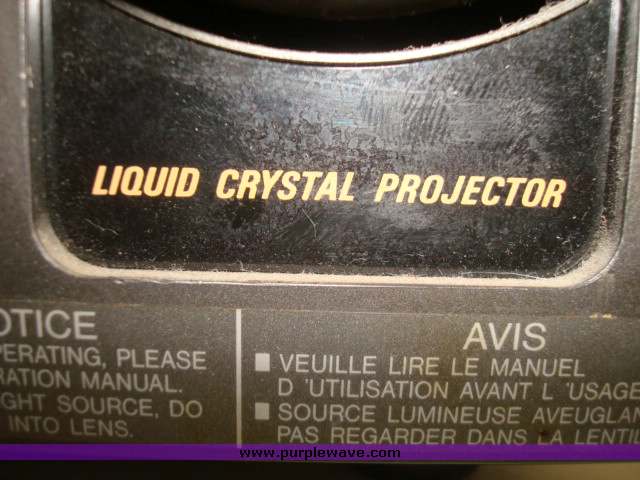 LIQUID CRYSTAL PROJECTOR
OTICE
PERATING, PLEASE
RATION MANUAL.
GHT SOURCE, DO
INTO LENS.
AVIS
■ VEUILLE LIRE LE MANUEL
D 'UTILISATION AVANT L 'USAGE
■ SOURCE LUMINEUSE AVEUGLAN
PAS REGARDER DANS LA LENTIL
www.purplewave.com